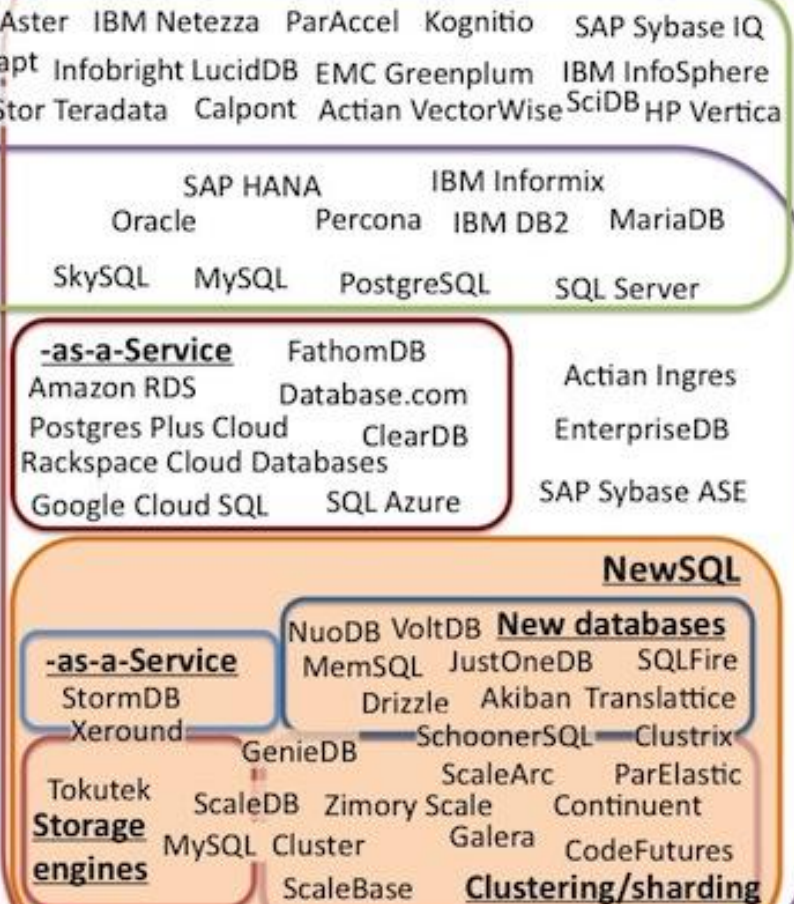 Aster IBM Netezza ParAccel Kognitio SAP Sybase IQ
apt Infobright LucidDB EMC Greenplum IBM InfoSphere
Stor Teradata Calpont Actian VectorWise SciDB HP Vertica
SAP HANA IBM Informix
Oracle Percona IBM DB2 MariaDB
SkySQL MySQL PostgreSQL SQL Server
-as-a-Service FathomDB
Amazon RDS Database.com
Postgres Plus Cloud ClearDB
Rackspace Cloud Databases
Google Cloud SQL SQL Azure
Actian Ingres
EnterpriseDB
SAP Sybase ASE
NewSQL
NuoDB VoltDB New databases
MemSQL JustOneDB SQLFire
Drizzle Akiban Translattice
-as-a-Service
StormDB
Xeround
SchoonerSQL Clustrix
GenieDB
ScaleArc ParElastic
Tokutek
ScaleDB Zimory Scale Continuent
Storage
engines
MySQL Cluster Galera CodeFutures
ScaleBase Clustering/sharding